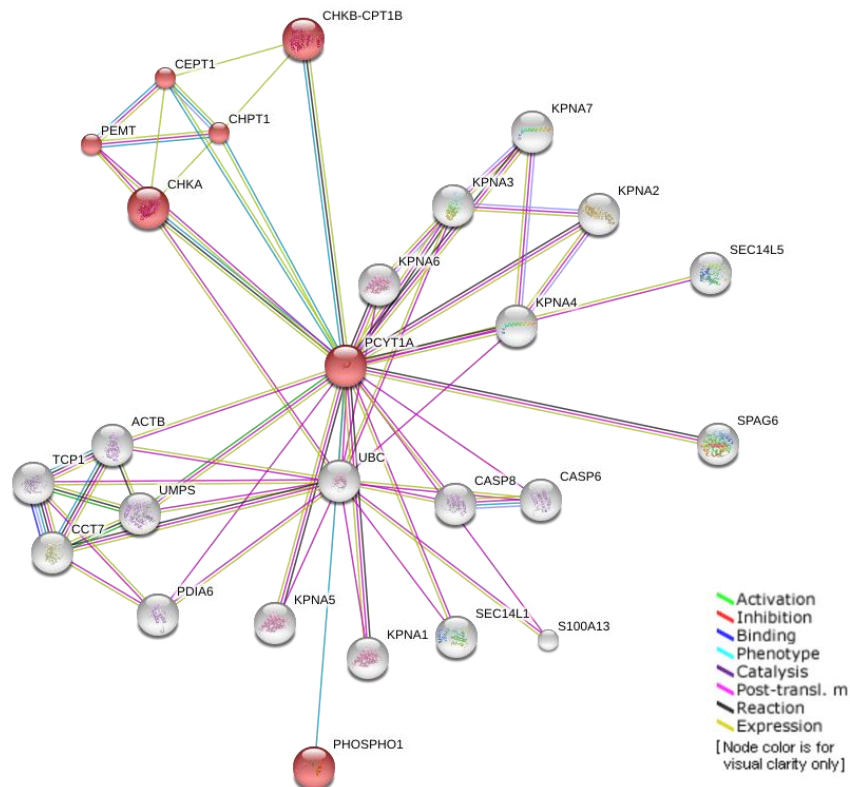 CHKB-CPT1B
CEPT1
KPNA7
CHPT1
PEMT
CHKA
KPNA3
KPNA2
SEC14L5
KPNA6
KPNA4
PCYT1A
SPAG6
ACTB
UBC
TCP1
CASP8
CASP6
UMPS
CCT7
PDIA6
KPNA5
SEC14L1
S100A13
KPNA1
PHOSPHO1
Activation
Inhibition
Binding
Phenotype
Catalysis
Post-transl. m
Reaction
Expression
[Node color is for
visual clarity only]